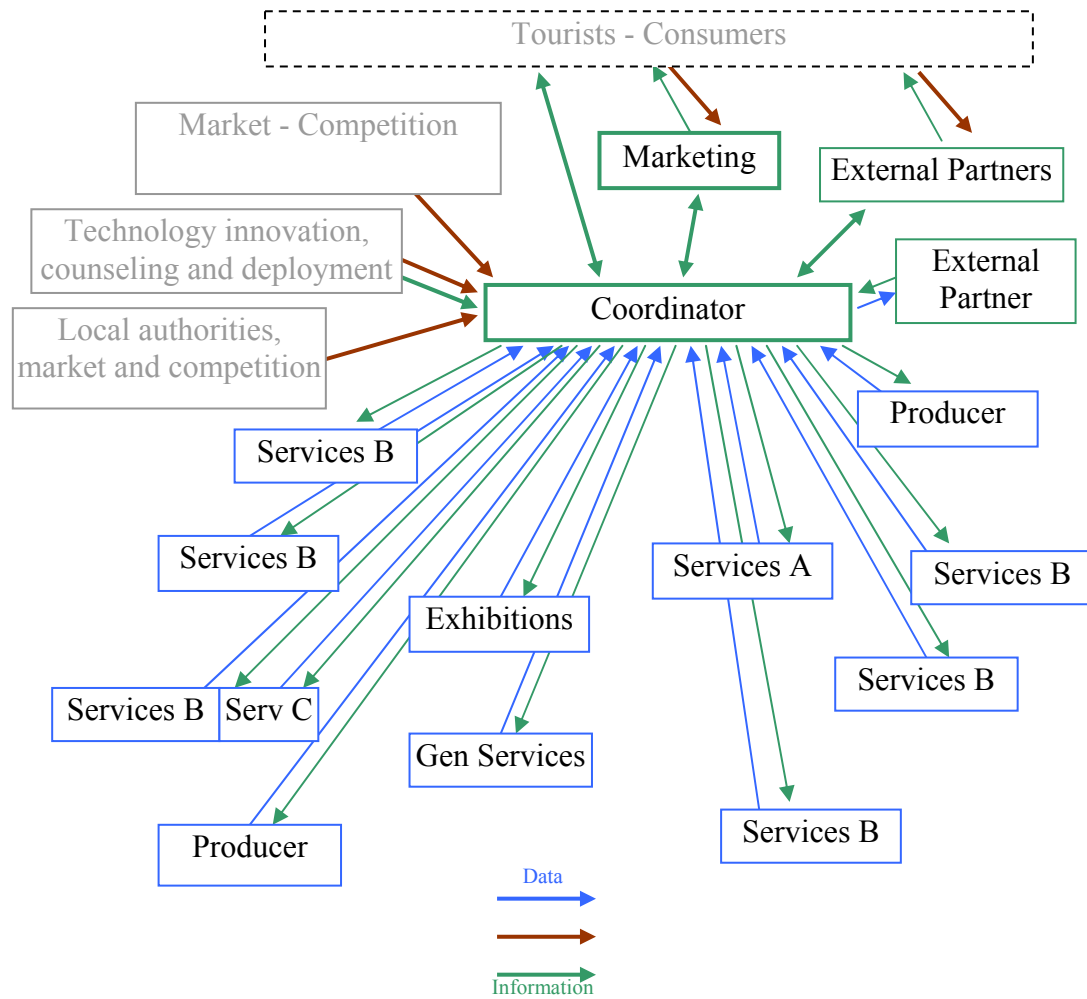 Tourists - Consumers
Market - Competition
Marketing
External Partners
Technology innovation,
counseling and deployment
External
Partner
Coordinator
Local authorities,
market and competition
Producer
Services B
Services B
Services A
Services B
Exhibitions
Services B
Services B
Serv C
Gen Services
Services B
Producer
Data
Information